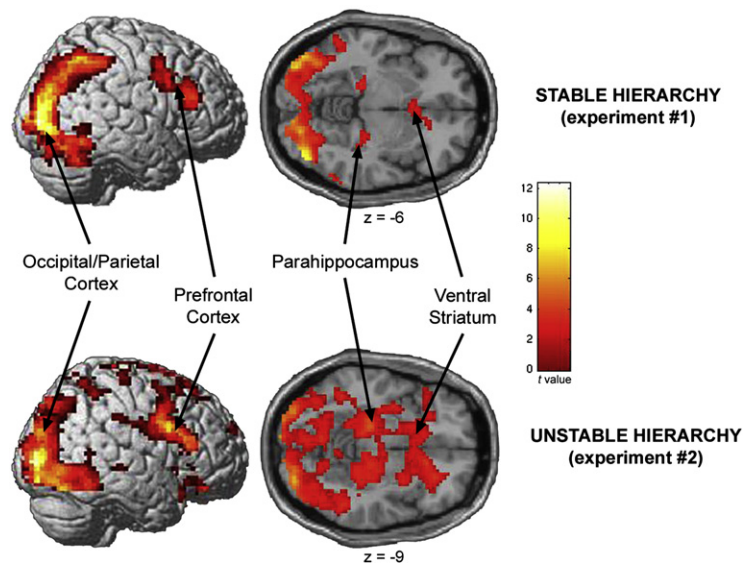 STABLE HIERARCHY
(experiment #1)
z = -6
12
10
8
6
4
2
0
t value
Occipital/Parietal
Cortex
Prefrontal
Cortex
Parahippocampus
Ventral
Striatum
UNSTABLE HIERARCHY
(experiment #2)
z = -9